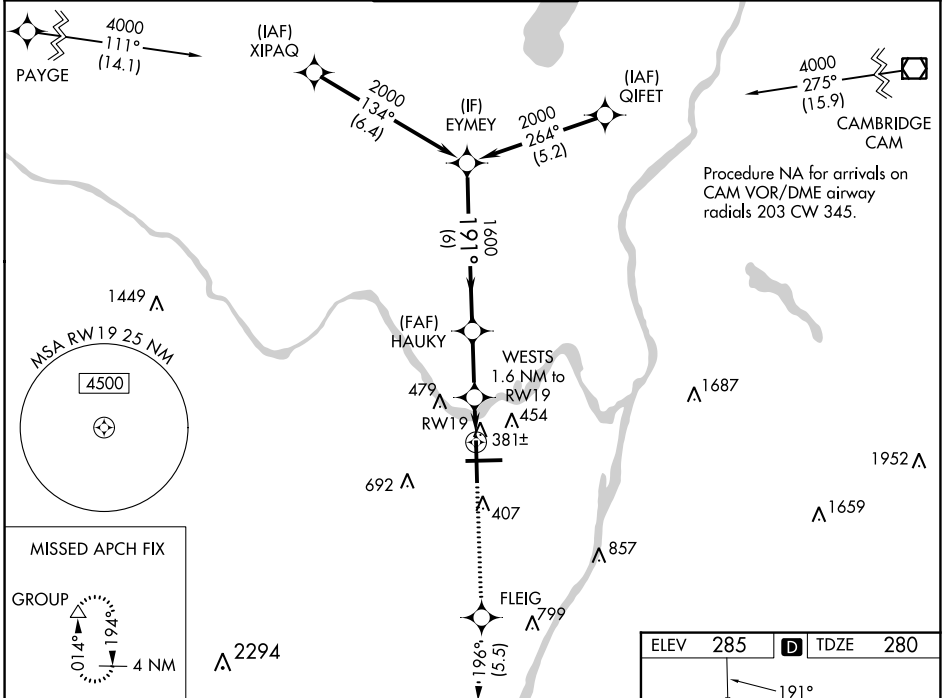 4000
111°
(14.1)
PAYGE
(IAF)
XIPAQ
2000
134°
(6.4)
(IF)
EYMEY
(IAF)
QIFET
2000
264°
(5.2)
4000
275°
(15.9)
CAMBRIDGE
CAM
Procedure NA for arrivals on
CAM VOR/DME airway
radials 203 CW 345.
1600
191°
(6)
1449
MSA RW19 25 NM
4500
(FAF)
HAUKY
WESTS
1.6 NM to
RW19
479
454
RW19
381±
1687
692
407
1952
1659
857
MISSED APCH FIX
GROUP
014°
194°
4 NM
2294
FLEIG
799
196°
(5.5)
ELEV 285 D TDZE 280
191°